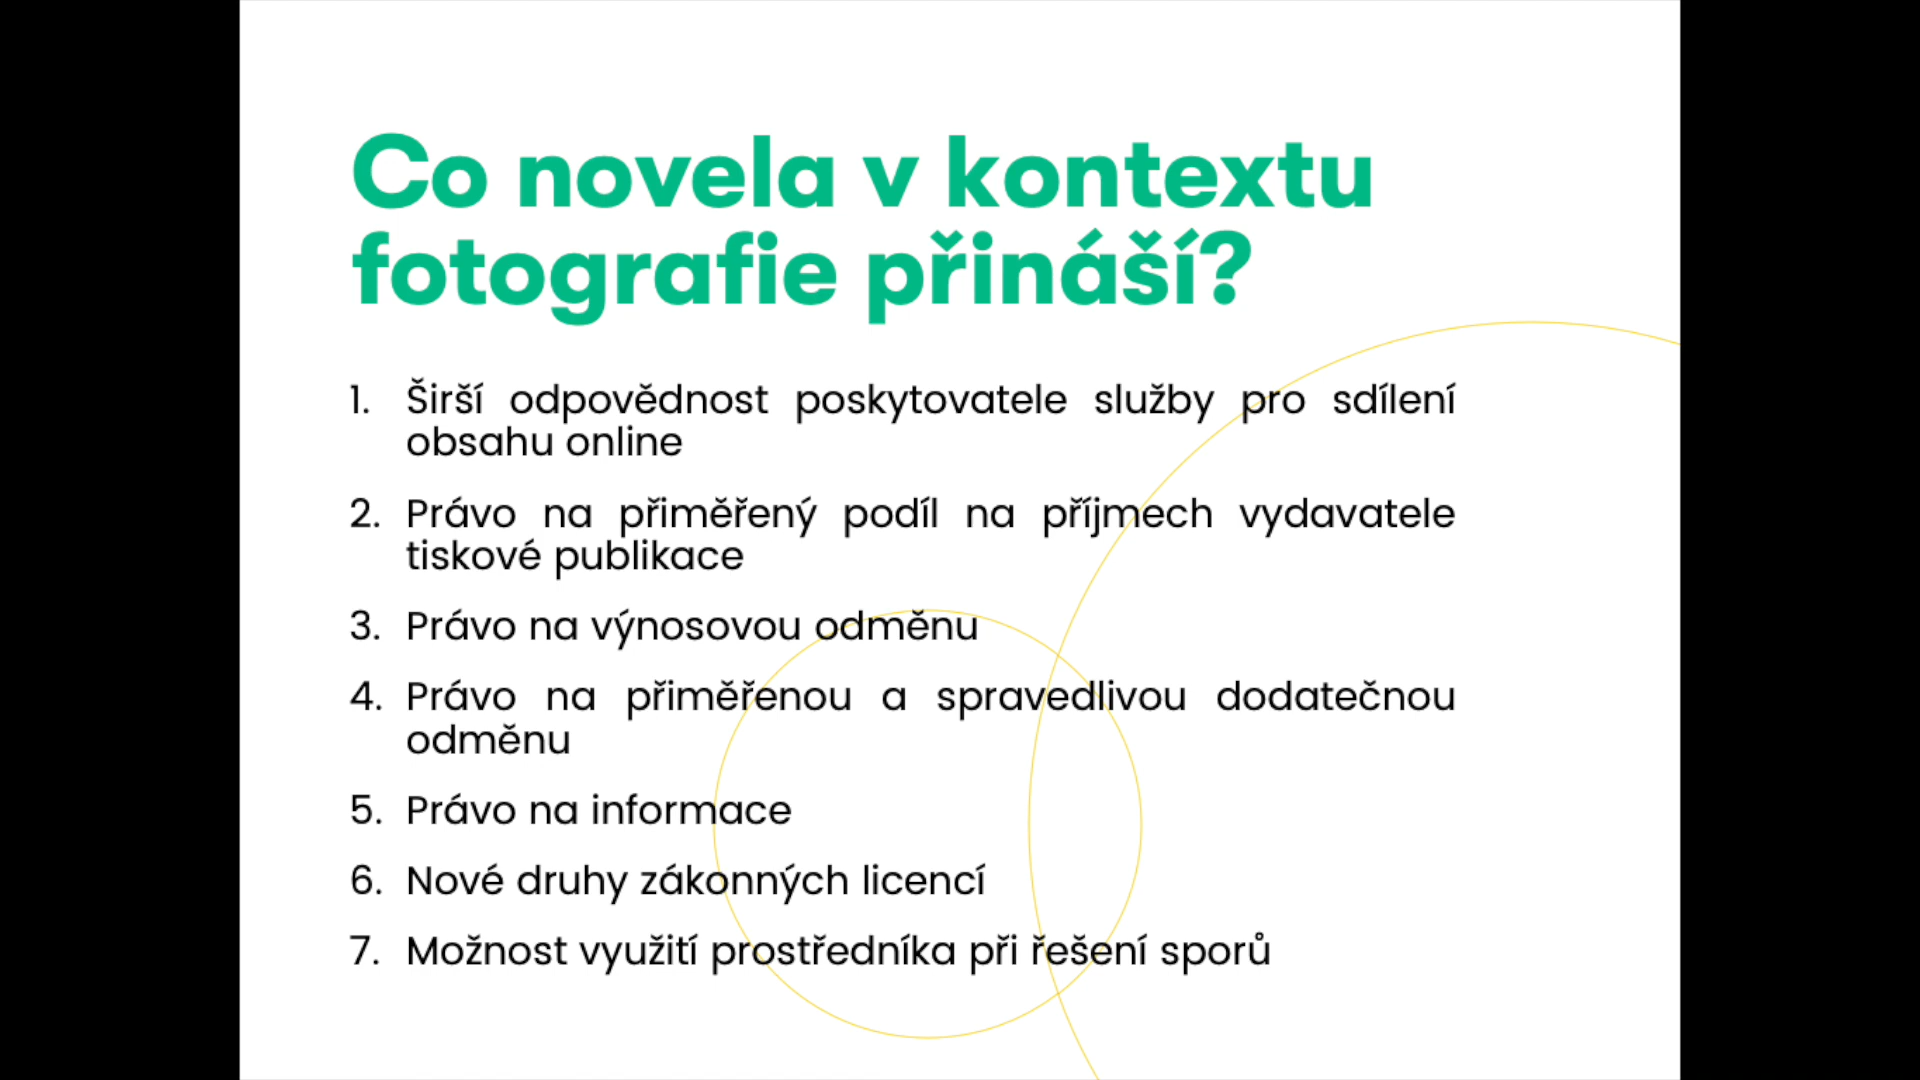 Co novela v kontextu
fotografie přináší?
1. Širší odpovědnost poskytovatele služby pro sdílení
obsahu online
2. Právo na přiměřený podíl na příjmech vydavatele
tiskové publikace
3. Právo na výnosovou odměnu
4. Právo na přiměřenou a spravedlivou dodatečnou
odměnu
5. Právo na informace
6. Nové druhy zákonných licencí
7. Možnost využití prostředníka při řešení sporů